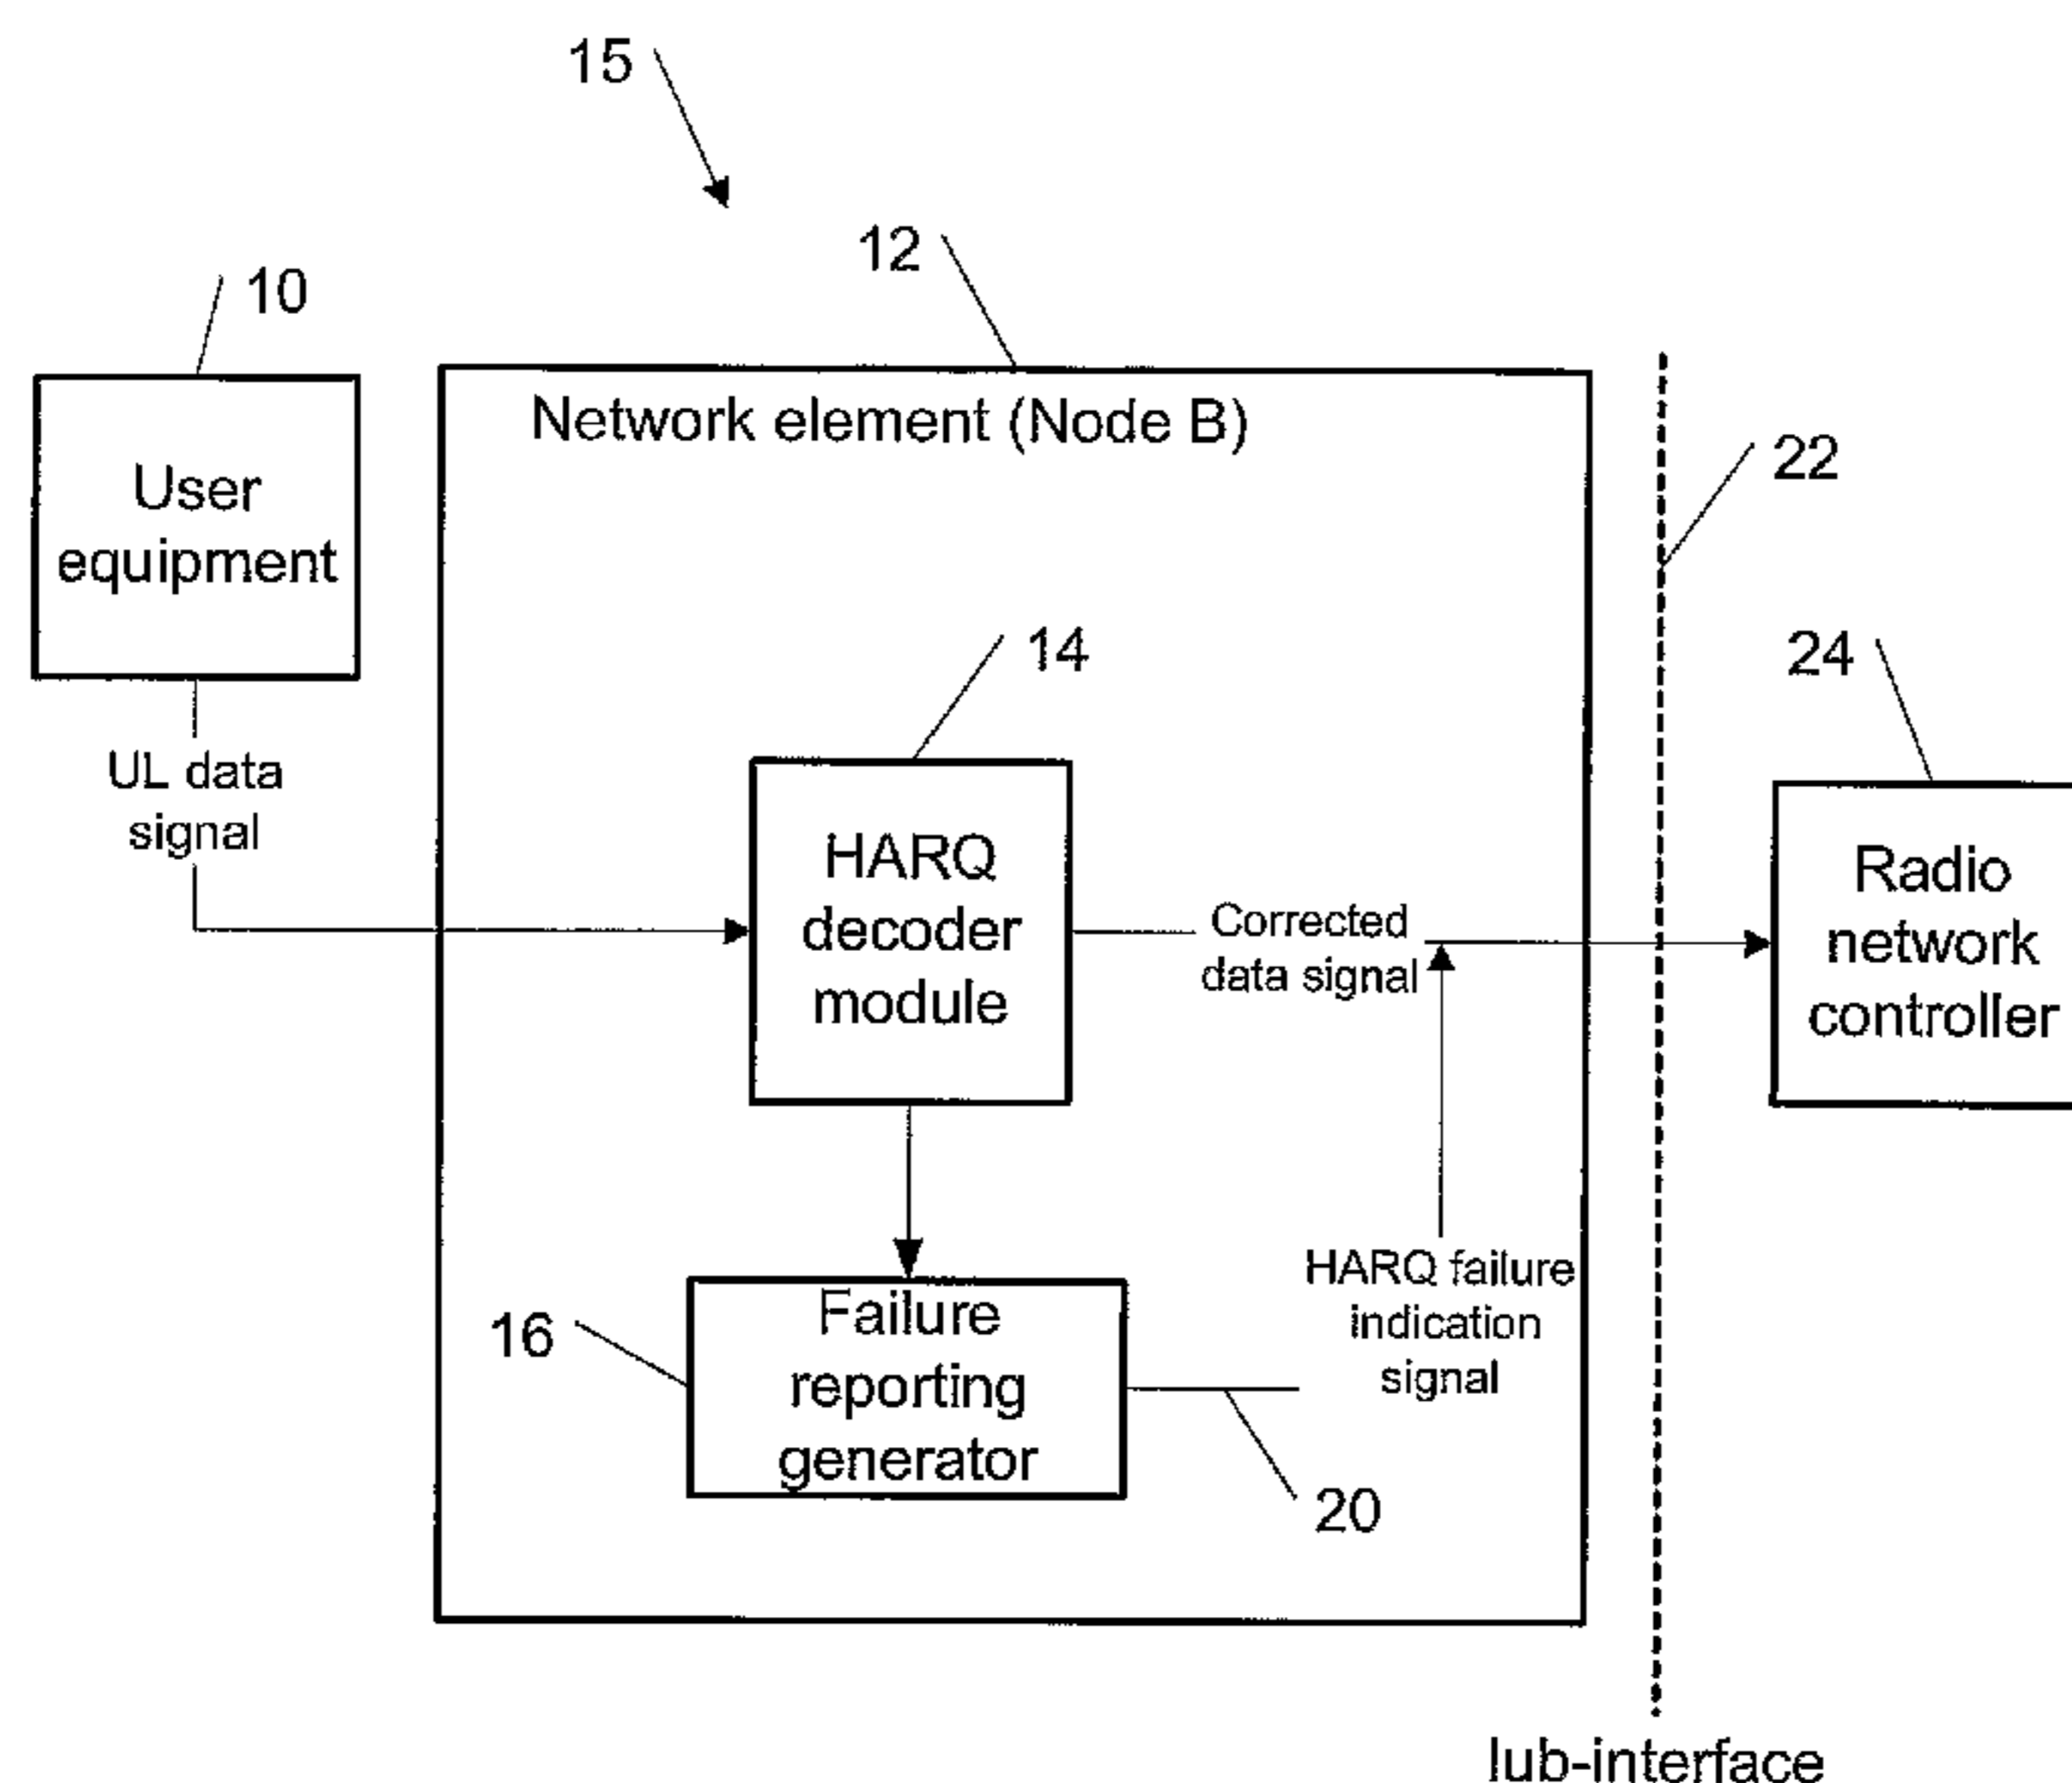 15
12
10
Network element (Node B)
User
equipment
22
14
24
UL data
signal
HARQ
decoder
module
Corrected
data signal
Radio
network
controller
HARQ failure
indication
signal
16
Failure
reporting
generator
20
Iub-interface